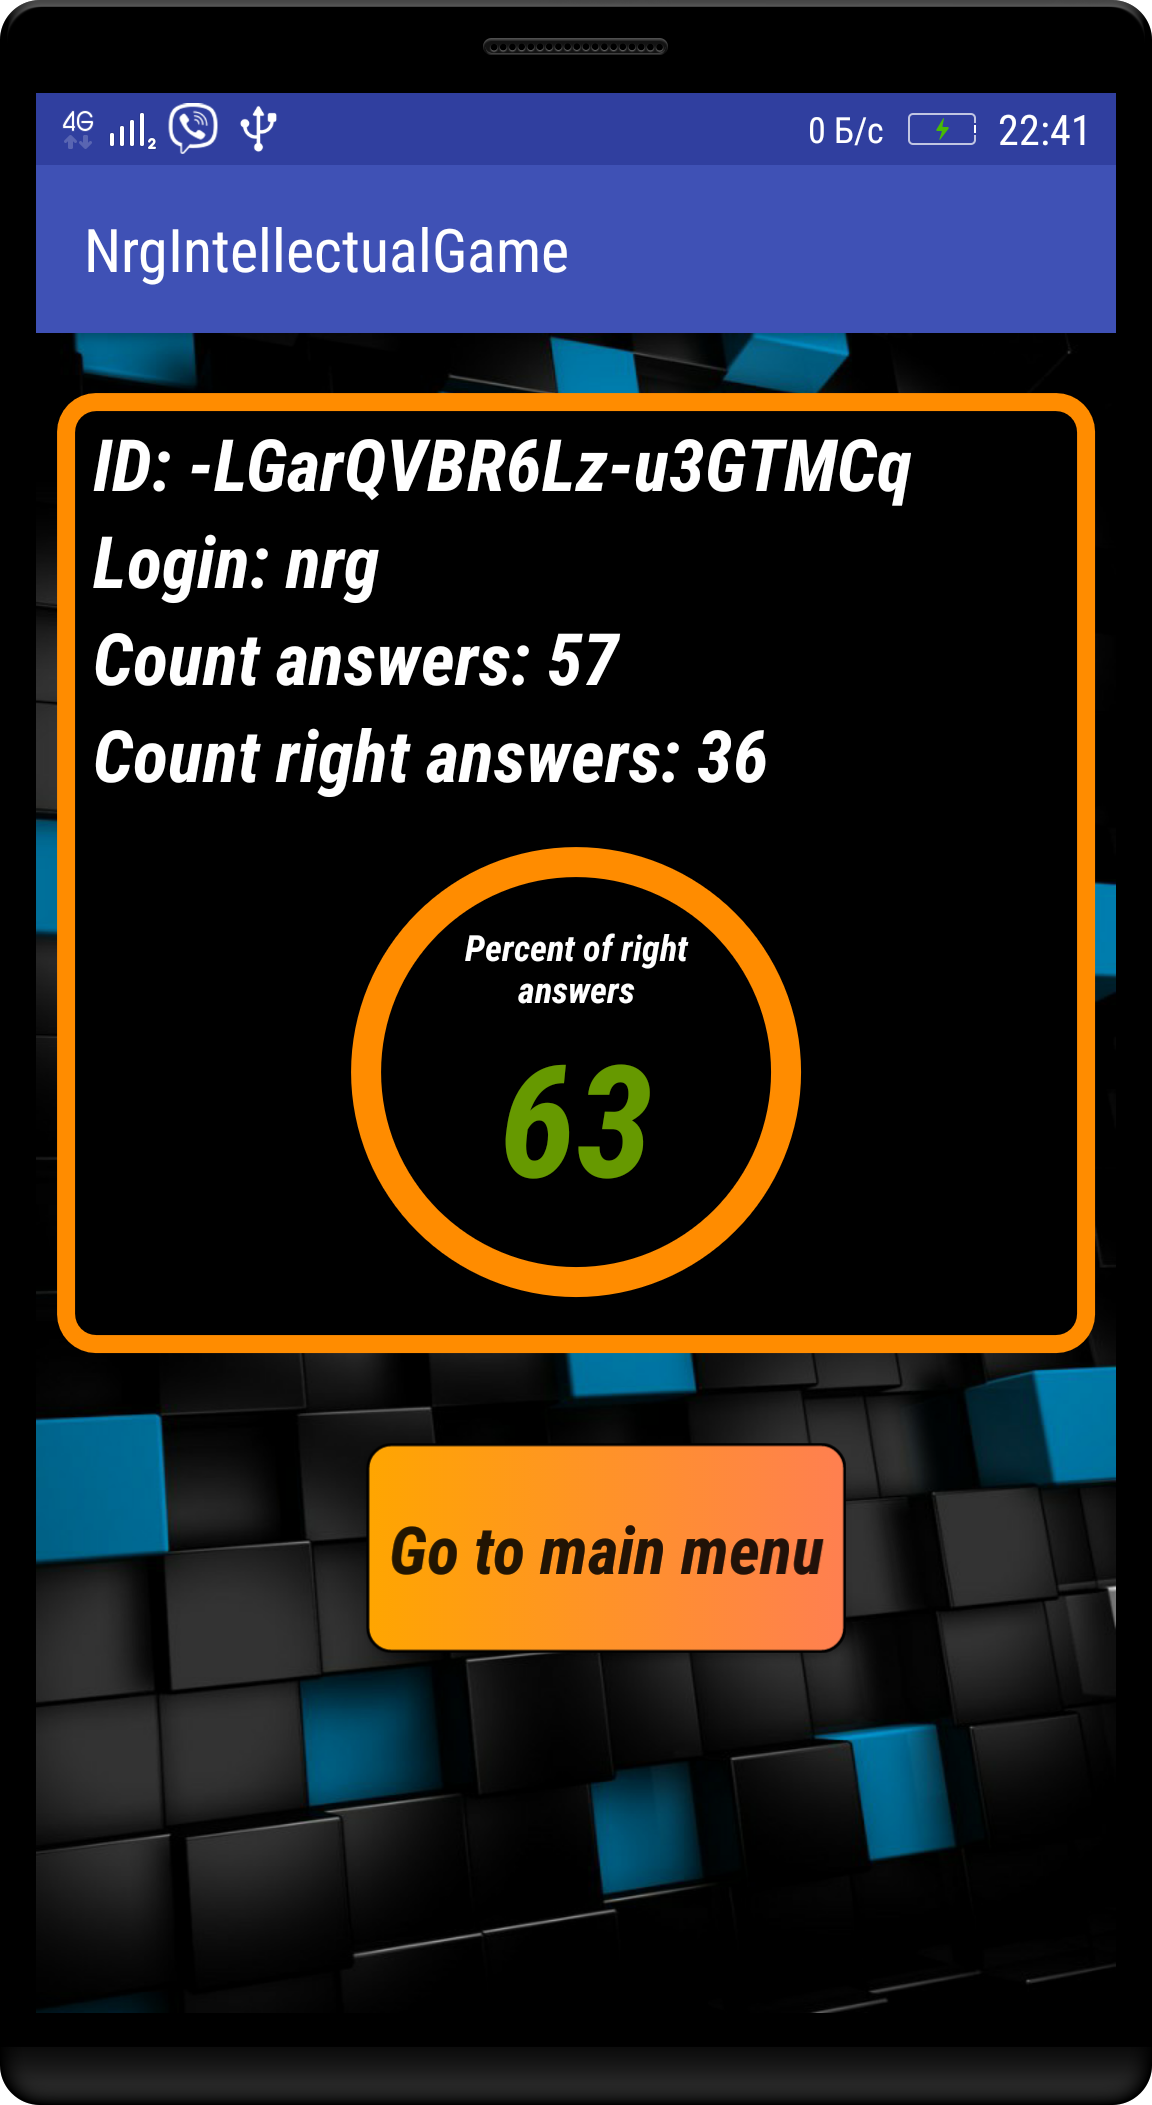 4G 2 0 Б/с 22:41
NrgIntellectualGame
ID: -LGarQVBR6Lz-u3GTMCq
Login: nrg
Count answers: 57
Count right answers: 36
Percent of right
answers
63
Go to main menu